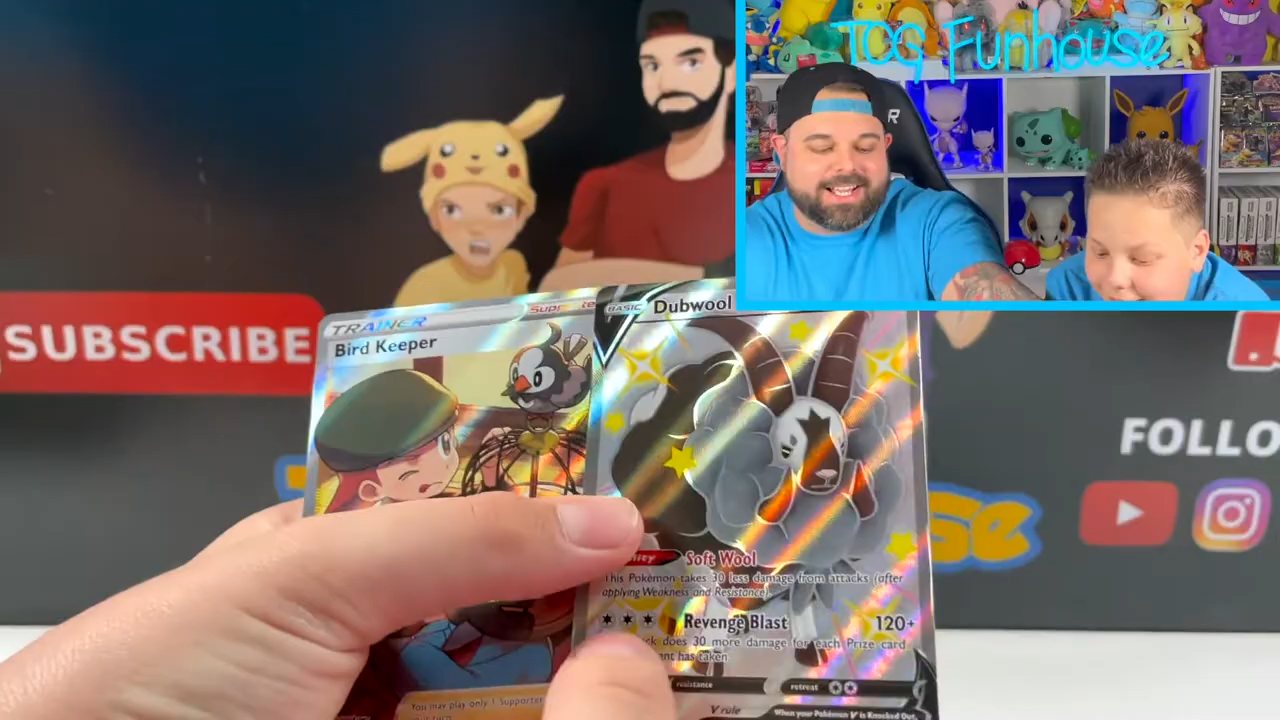 TCG Funhouse
R
SUBSCRIBE
TRAINER
Bird Keeper
BASIC Dubwool
Soft Wool
This Pokémon takes 30 less damage from attacks (after
applying Weakness and Resistance).
Revenge Blast 120+
does 30 more damage for each Prize card
has taken
resistance retreat
V rule
When your Pokémon V is Knocked Out,
You may play only 1 Supporter
FOLLO
se